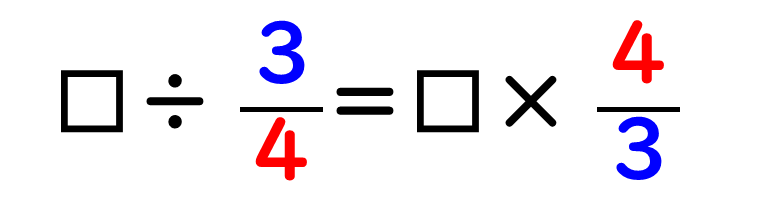 □ ÷ 3/4 = □ × 4/3